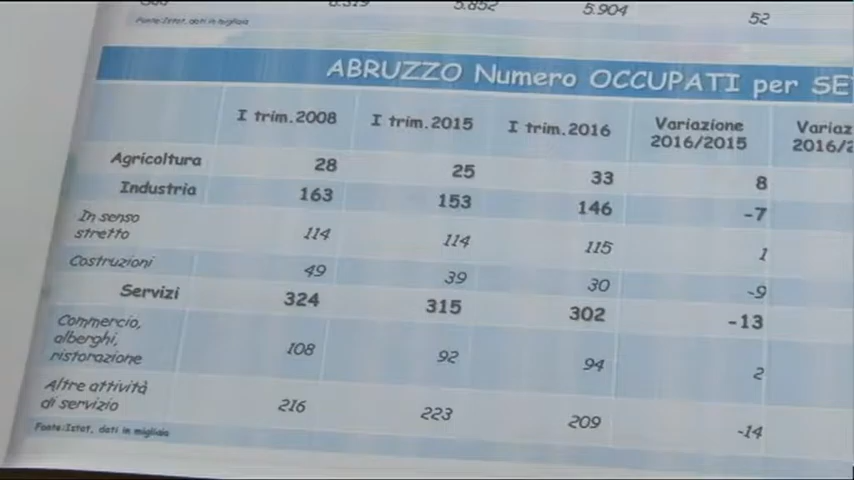 5.852 5.904 52
Fonte:Istat, dati in migliaia
ABRUZZO Numero OCCUPATI per SE
I trim.2008 I trim.2015 I trim.2016 Variazione 2016/2015 Variaz 2016/2
Agricoltura 28 25 33 8
Industria 163 153 146 -7
In senso stretto 114 114 115 1
Costruzioni 49 39 30 -9
Servizi 324 315 302 -13
Commercio, alberghi, ristorazione 108 92 94 2
Altre attività di servizio 216 223 209 -14
Fonte:Istat, dati in migliaia